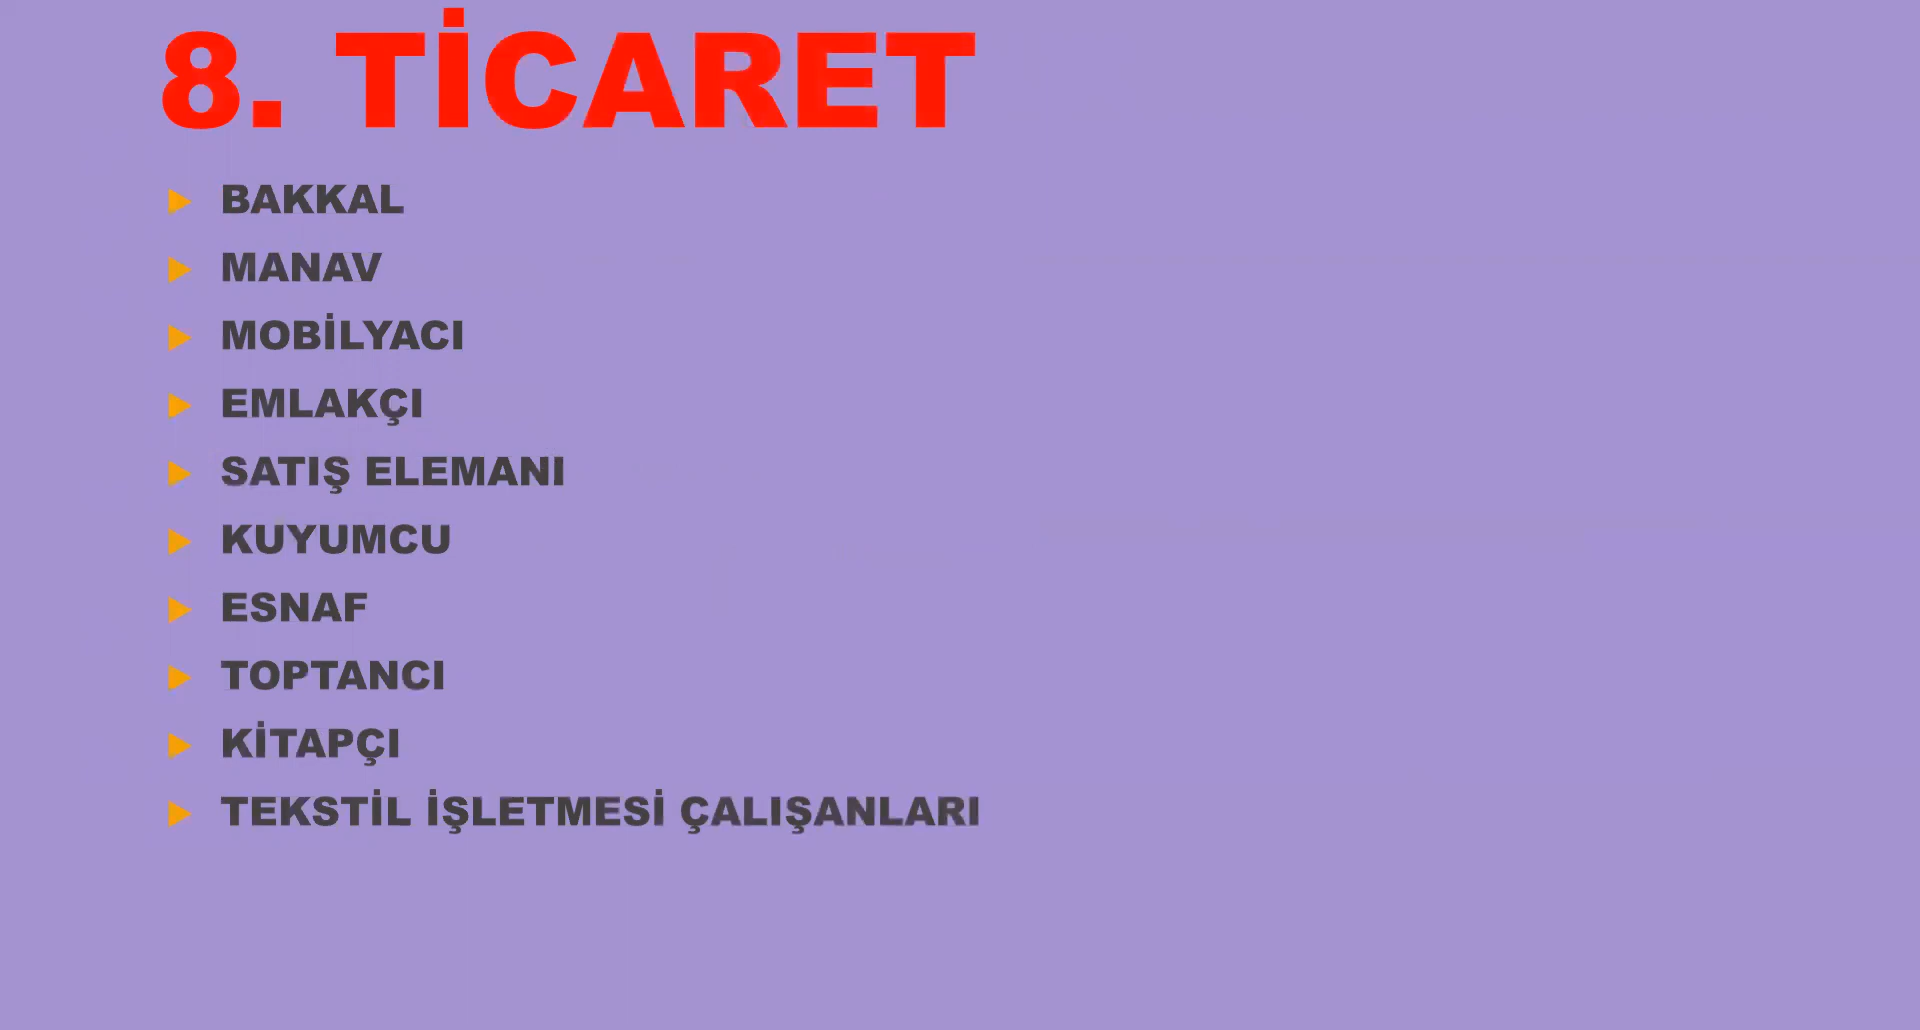 8. TİCARET
BAKKAL
MANAV
MOBİLYACI
EMLAKÇI
SATIŞ ELEMANI
KUYUMCU
ESNAF
TOPTANCI
KİTAPÇI
TEKSTİL İŞLETMESİ ÇALIŞANLARI